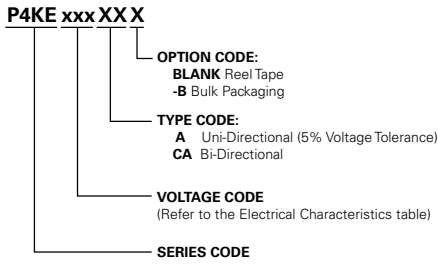 P4KE xxx XX X
OPTION CODE:
BLANK Reel Tape
-B Bulk Packaging
TYPE CODE:
A Uni-Directional (5% Voltage Tolerance)
CA Bi-Directional
VOLTAGE CODE
(Refer to the Electrical Characteristics table)
SERIES CODE